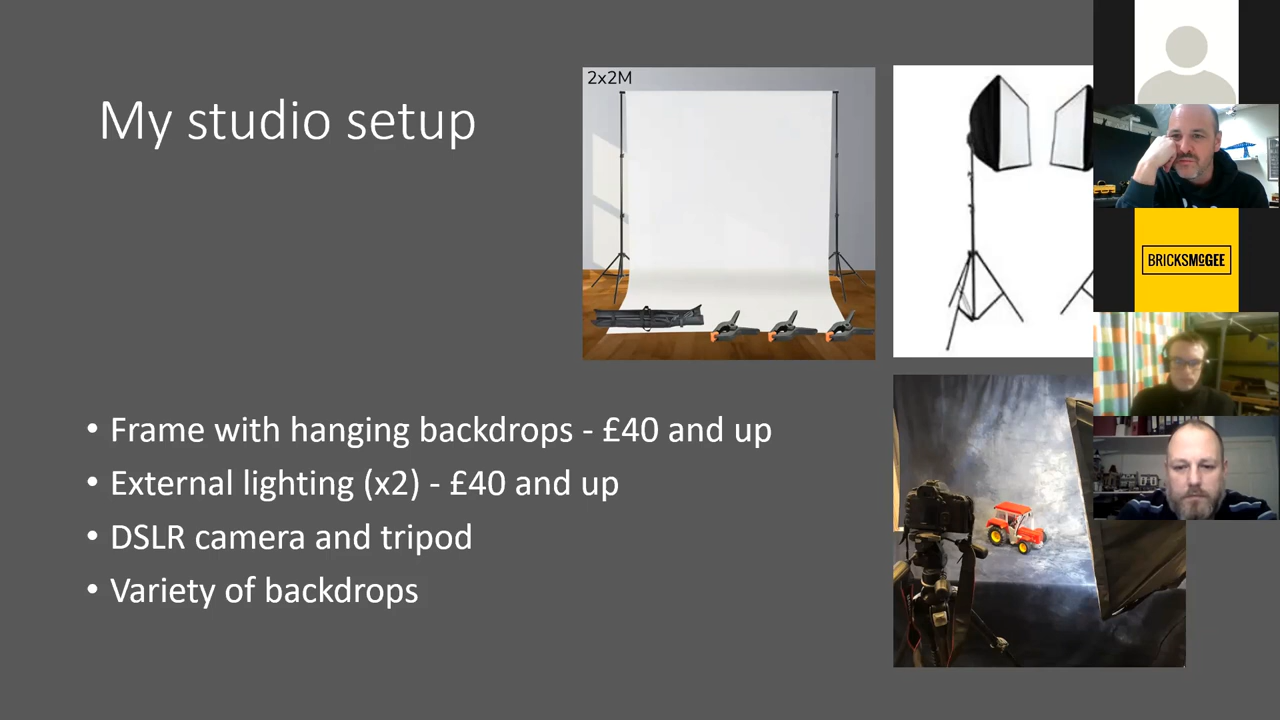 My studio setup
2x2M
BRICKSMCGEE
• Frame with hanging backdrops - £40 and up
• External lighting (x2) - £40 and up
• DSLR camera and tripod
• Variety of backdrops